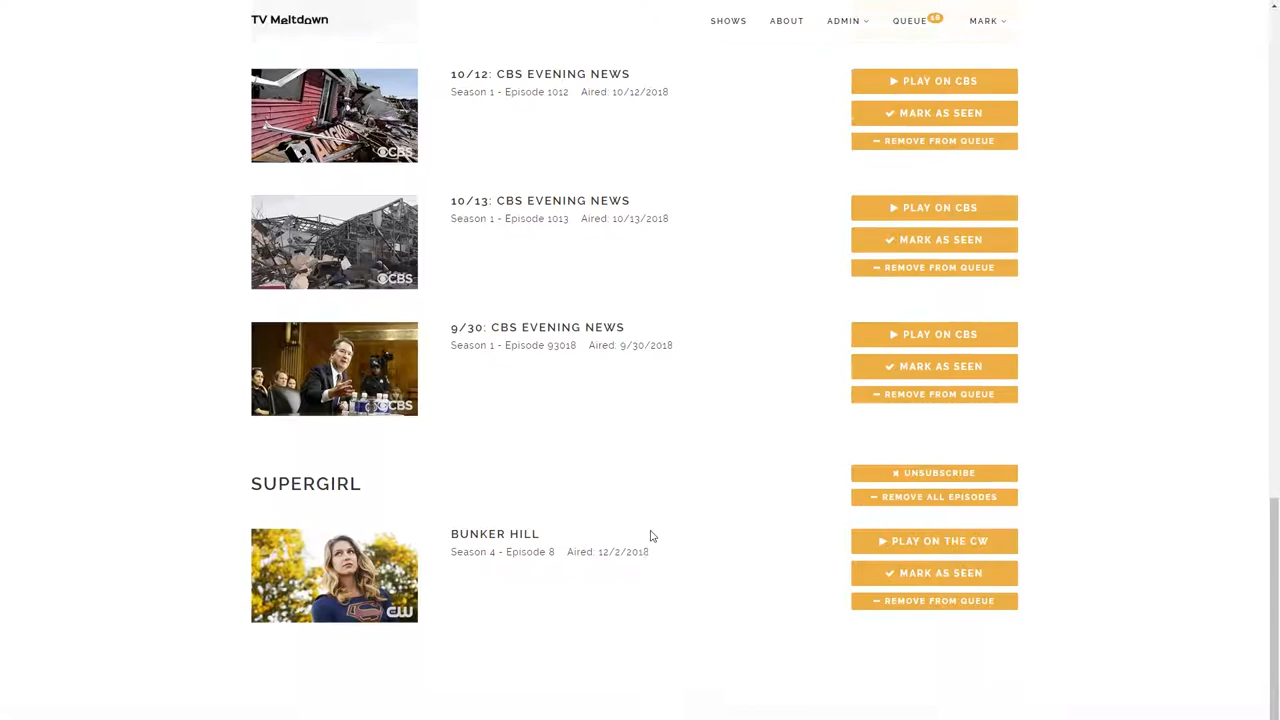 TV Meltdown
SHOWS ABOUT ADMIN QUEUE 16 MARK
10/12: CBS EVENING NEWS
Season 1 - Episode 1012 Aired: 10/12/2018
PLAY ON CBS
MARK AS SEEN
REMOVE FROM QUEUE
CBS
10/13: CBS EVENING NEWS
Season 1 - Episode 1013 Aired: 10/13/2018
PLAY ON CBS
MARK AS SEEN
REMOVE FROM QUEUE
CBS
9/30: CBS EVENING NEWS
Season 1 - Episode 93018 Aired: 9/30/2018
PLAY ON CBS
MARK AS SEEN
REMOVE FROM QUEUE
CBS
SUPERGIRL
UNSUBSCRIBE
REMOVE ALL EPISODES
BUNKER HILL
Season 4 - Episode 8 Aired: 12/2/2018
PLAY ON THE CW
MARK AS SEEN
REMOVE FROM QUEUE
CW